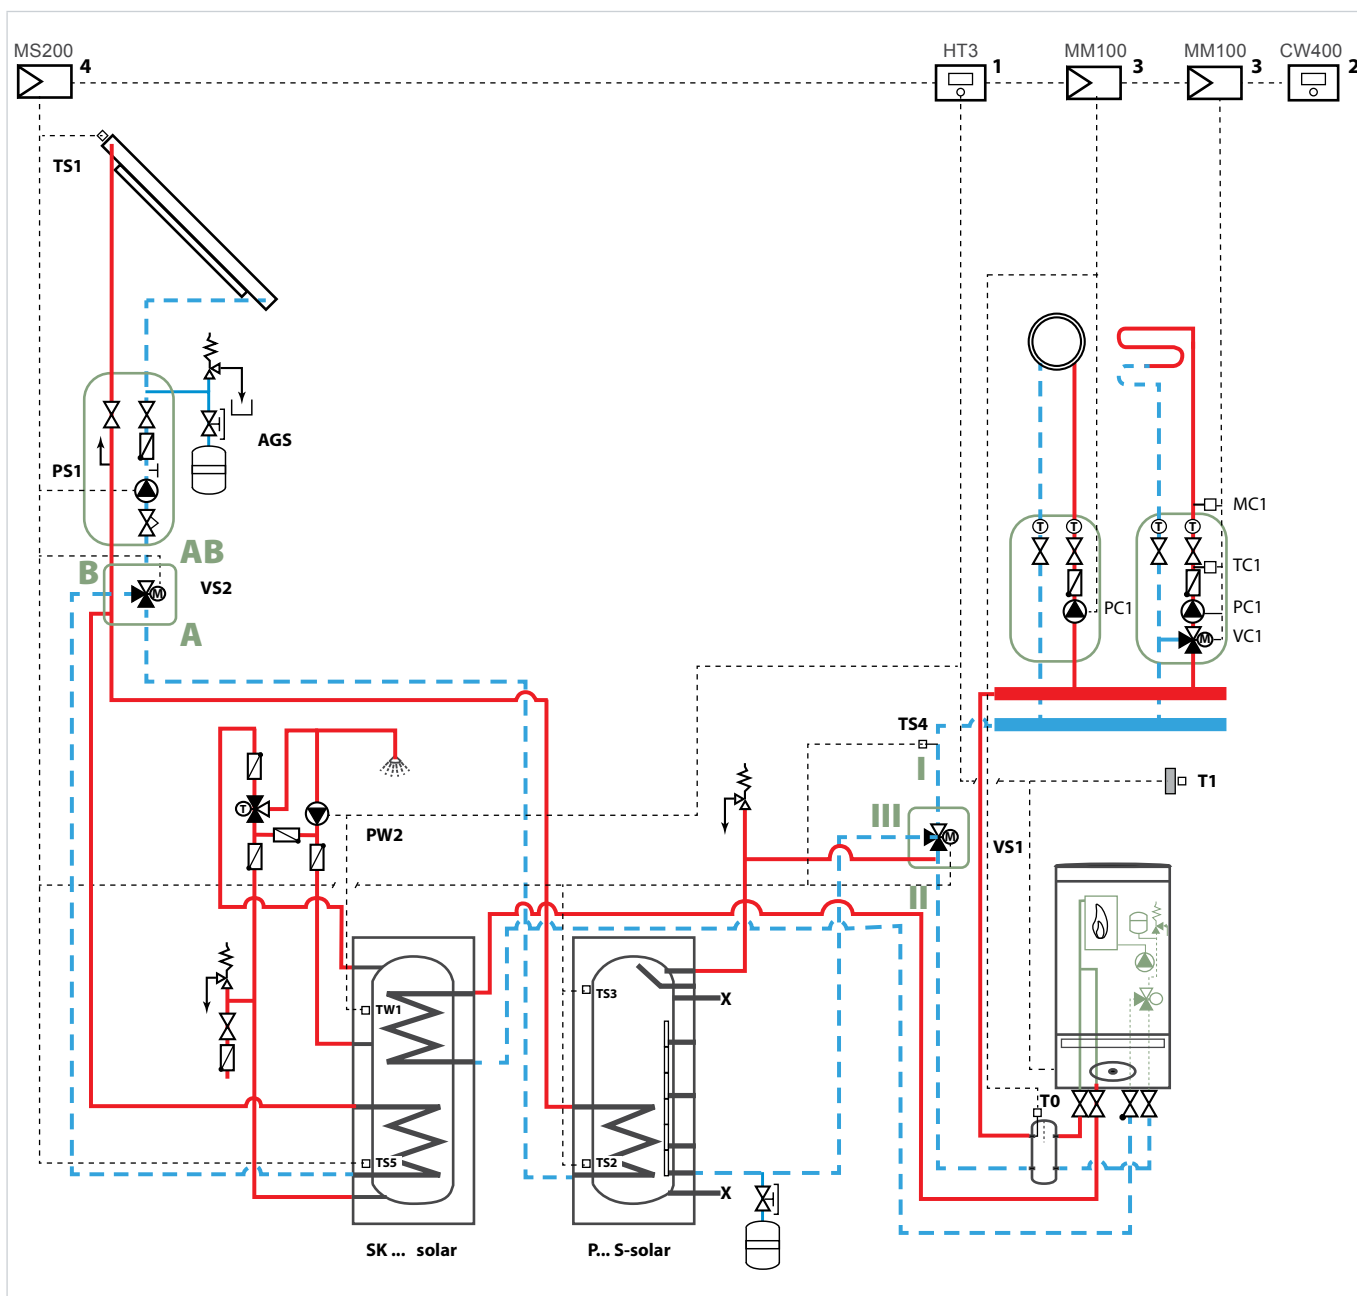 MS200 4
HT3 1
MM100 3
MM100 3
CW400 2
TS1
AGS
PS1
AB
B
VS2
A
M
MC1
T T T T
TC1
PC1
PC1
VC1
M
TS4
I
T1
III
M
VS1
T
PW2
II
TS3
TW1
X
T0
TS5
TS2
X
SK ... solar
P... S-solar